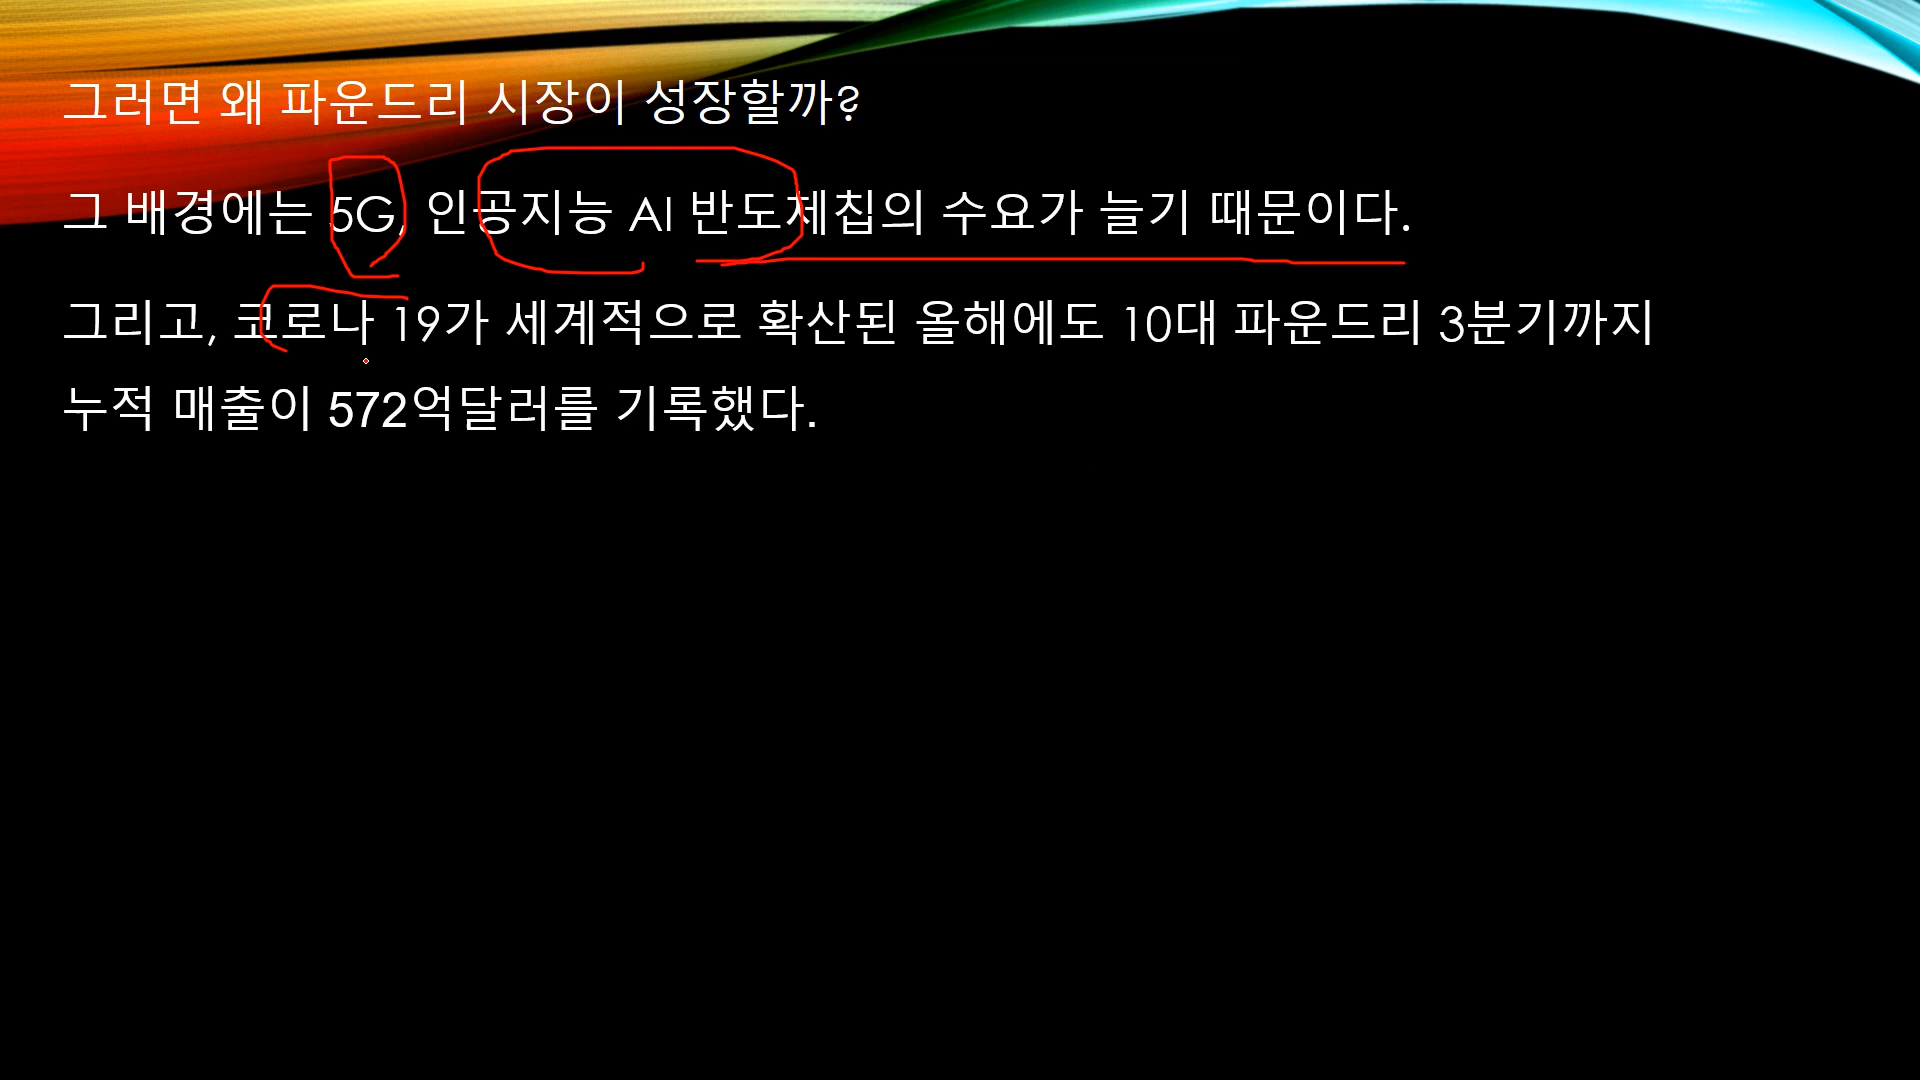 그러면 왜 파운드리 시장이 성장할까?
그 배경에는 5G, 인공지능 AI 반도체칩의 수요가 늘기 때문이다.
그리고, 코로나 19가 세계적으로 확산된 올해에도 10대 파운드리 3분기까지
누적 매출이 572억달러를 기록했다.